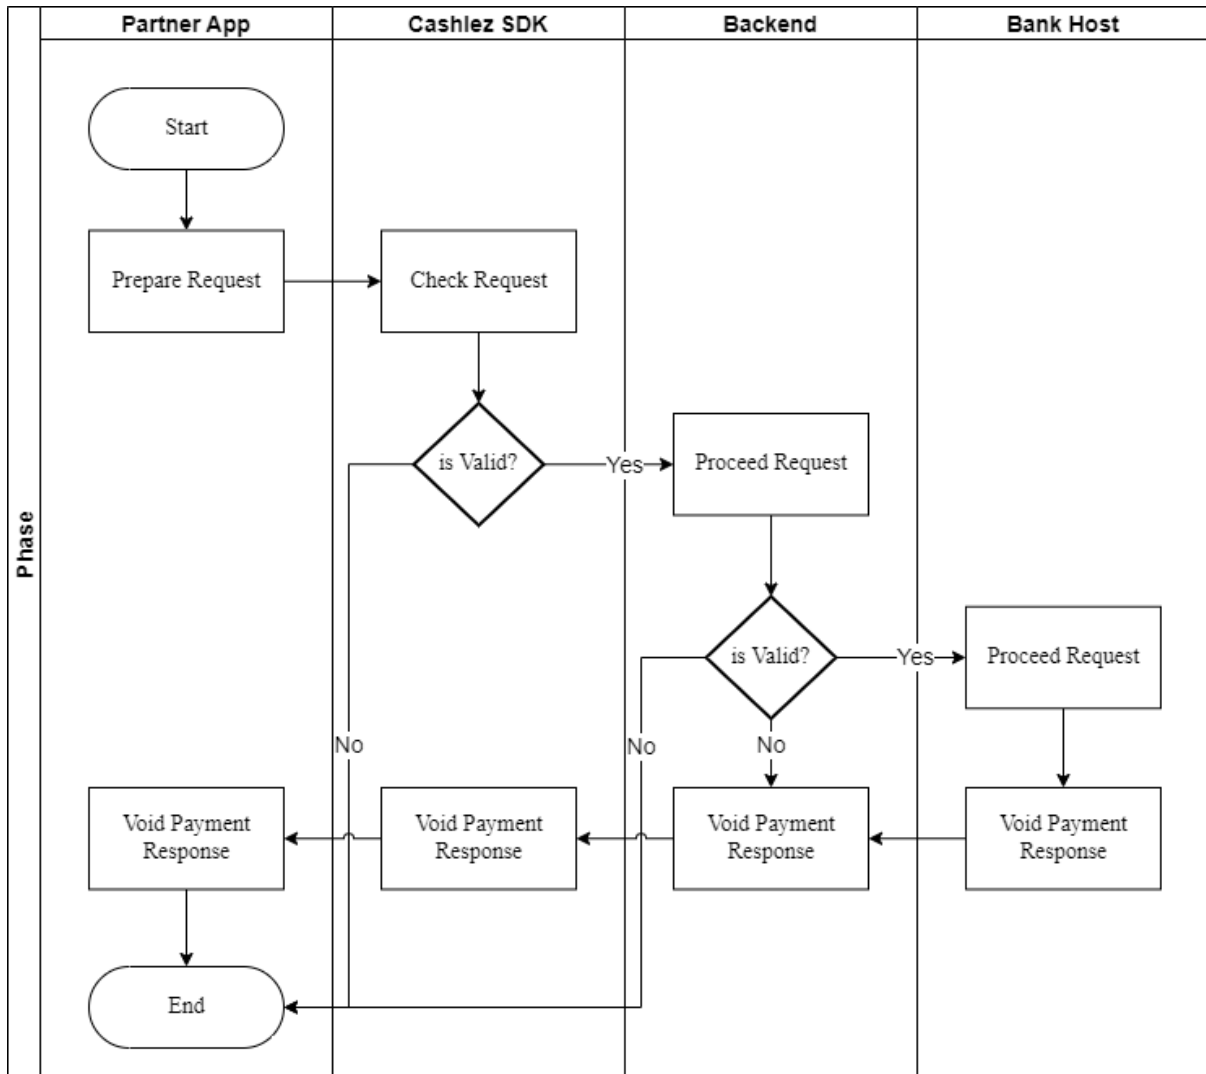 Partner App
Cashlez SDK
Backend
Bank Host
Phase
Start
Prepare Request
Check Request
is Valid?
Yes
Proceed Request
is Valid?
Yes
Proceed Request
No
No
No
Void Payment
Response
Void Payment
Response
Void Payment
Response
Void Payment
Response
End